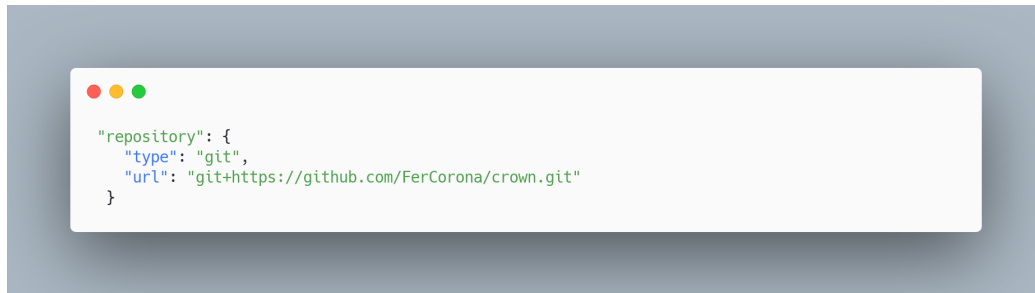 "repository": {
"type": "git",
"url": "git+https://github.com/FerCorona/crown.git"
}